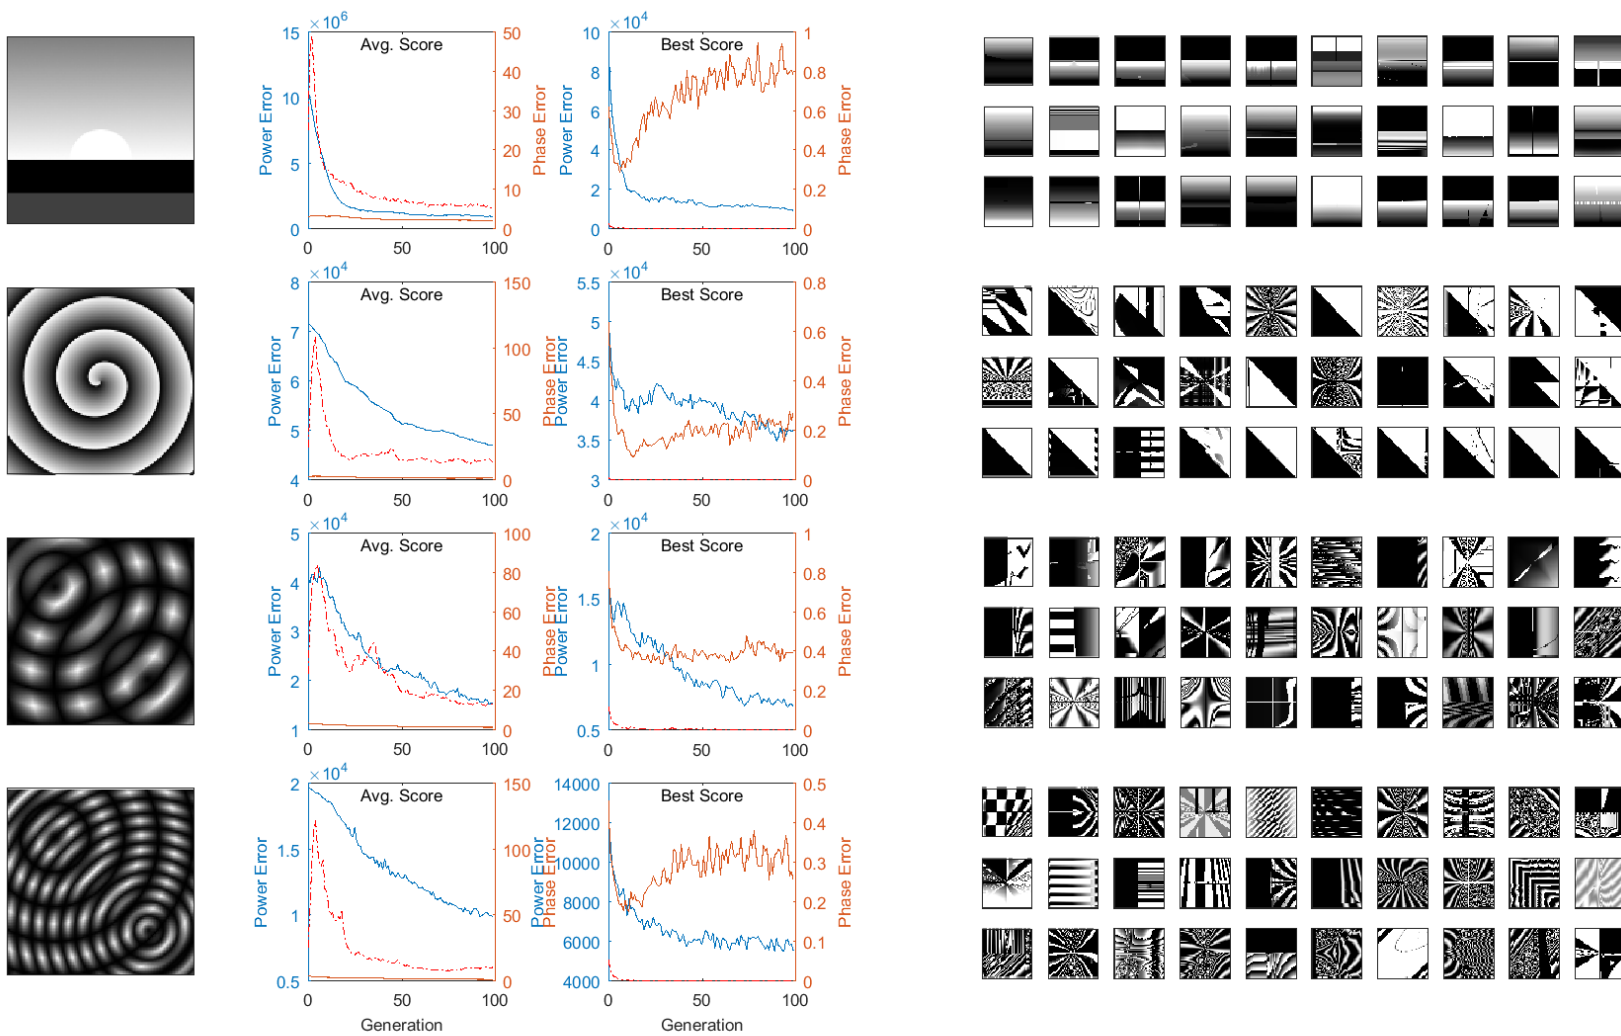 ×10⁶
×10⁴
Avg. Score
Best Score
15
10
5
0
50
40
30
20
10
0
10
8
6
4
2
0
1
0.8
0.6
0.4
0.2
0
Power Error
Phase Error
Power Error
Phase Error
0 50 100
0 50 100
×10⁴
×10⁴
Avg. Score
Best Score
8
7
6
5
4
150
100
50
0
5.5
5
4.5
4
3.5
3
0.8
0.6
0.4
0.2
0
Power Error
Phase Error
Power Error
Phase Error
0 50 100
0 50 100
×10⁴
×10⁴
Avg. Score
Best Score
5
4
3
2
1
100
80
60
40
20
0
2
1.5
1
0.5
1
0.8
0.6
0.4
0.2
0
Power Error
Phase Error
Power Error
Phase Error
0 50 100
0 50 100
×10⁴
Avg. Score
Best Score
2
1.5
1
0.5
150
100
50
0
14000
12000
10000
8000
6000
4000
0.5
0.4
0.3
0.2
0.1
0
Power Error
Phase Error
Power Error
Phase Error
0 50 100
0 50 100
Generation
Generation